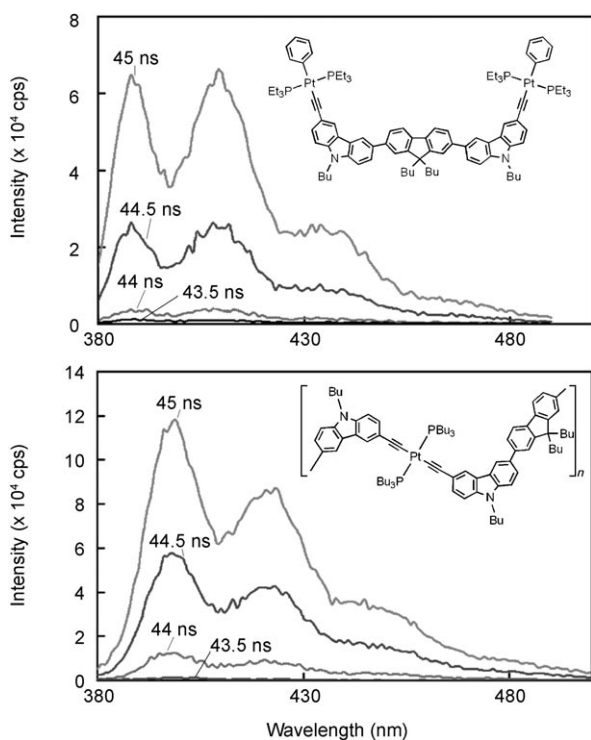 8
6
4
2
0
Intensity (x 10⁴ cps)
45 ns
44.5 ns
44 ns
43.5 ns
Et₃P
Pt
PEt₃
Et₃P
Pt
PEt₃
N
Bu
Bu Bu
N
Bu
380 430 480
14
12
10
8
6
4
2
0
Intensity (x 10⁴ cps)
45 ns
44.5 ns
44 ns
43.5 ns
Bu
N
PBu₃
Pt
Bu₃P
N
Bu
Bu
Bu
n
380 430 480
Wavelength (nm)